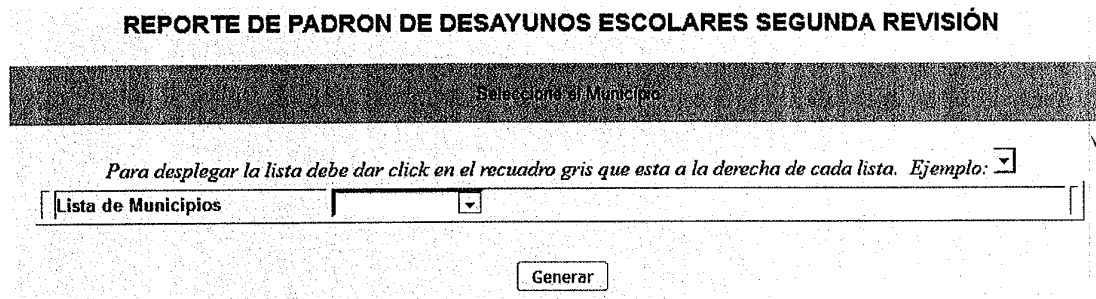 REPORTE DE PADRON DE DESAYUNOS ESCOLARES SEGUNDA REVISIÓN
Seleccione el Municipio
Para desplegar la lista debe dar click en el recuadro gris que esta a la derecha de cada lista. Ejemplo:
Lista de Municipios
Generar